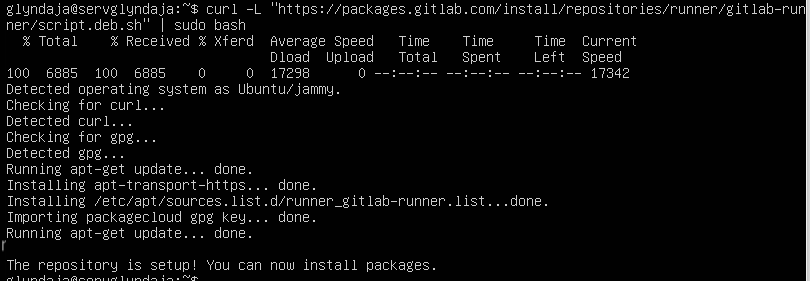 glyndaja@servglyndaja:~$ curl -L "https://packages.gitlab.com/install/repositories/runner/gitlab-run
ner/script.deb.sh" | sudo bash
% Total % Received % Xferd Average Speed Time Time Time Current
Dload Upload Total Spent Left Speed
100 6885 100 6885 0 0 17298 0 --:--:-- --:--:-- --:--:-- 17342
Detected operating system as Ubuntu/jammy.
Checking for curl...
Detected curl...
Checking for gpg...
Detected gpg...
Running apt-get update... done.
Installing apt-transport-https... done.
Installing /etc/apt/sources.list.d/runner_gitlab-runner.list...done.
Importing packagecloud gpg key... done.
Running apt-get update... done.
The repository is setup! You can now install packages.
glyndaja@servglyndaja:~$